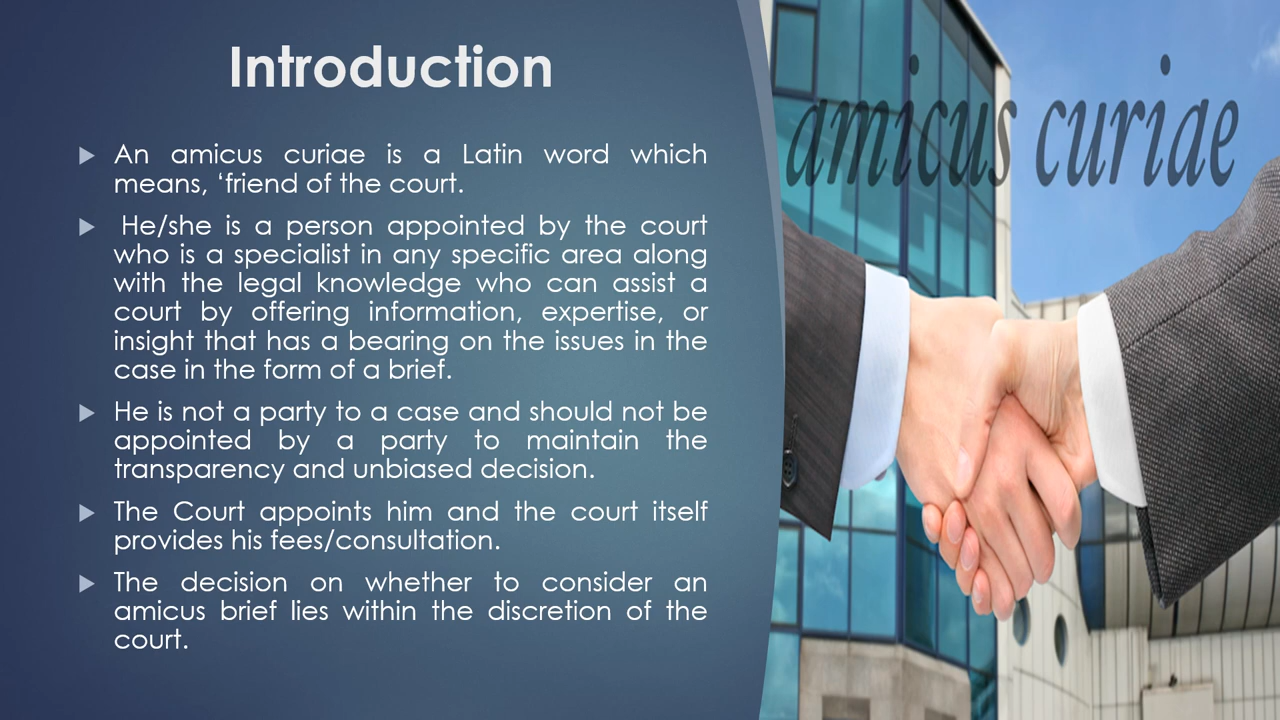 Introduction
An amicus curiae is a Latin word which
means, ‘friend of the court.
He/she is a person appointed by the court
who is a specialist in any specific area along
with the legal knowledge who can assist a
court by offering information, expertise, or
insight that has a bearing on the issues in the
case in the form of a brief.
He is not a party to a case and should not be
appointed by a party to maintain the
transparency and unbiased decision.
The Court appoints him and the court itself
provides his fees/consultation.
The decision on whether to consider an
amicus brief lies within the discretion of the
court.
amicus curiae